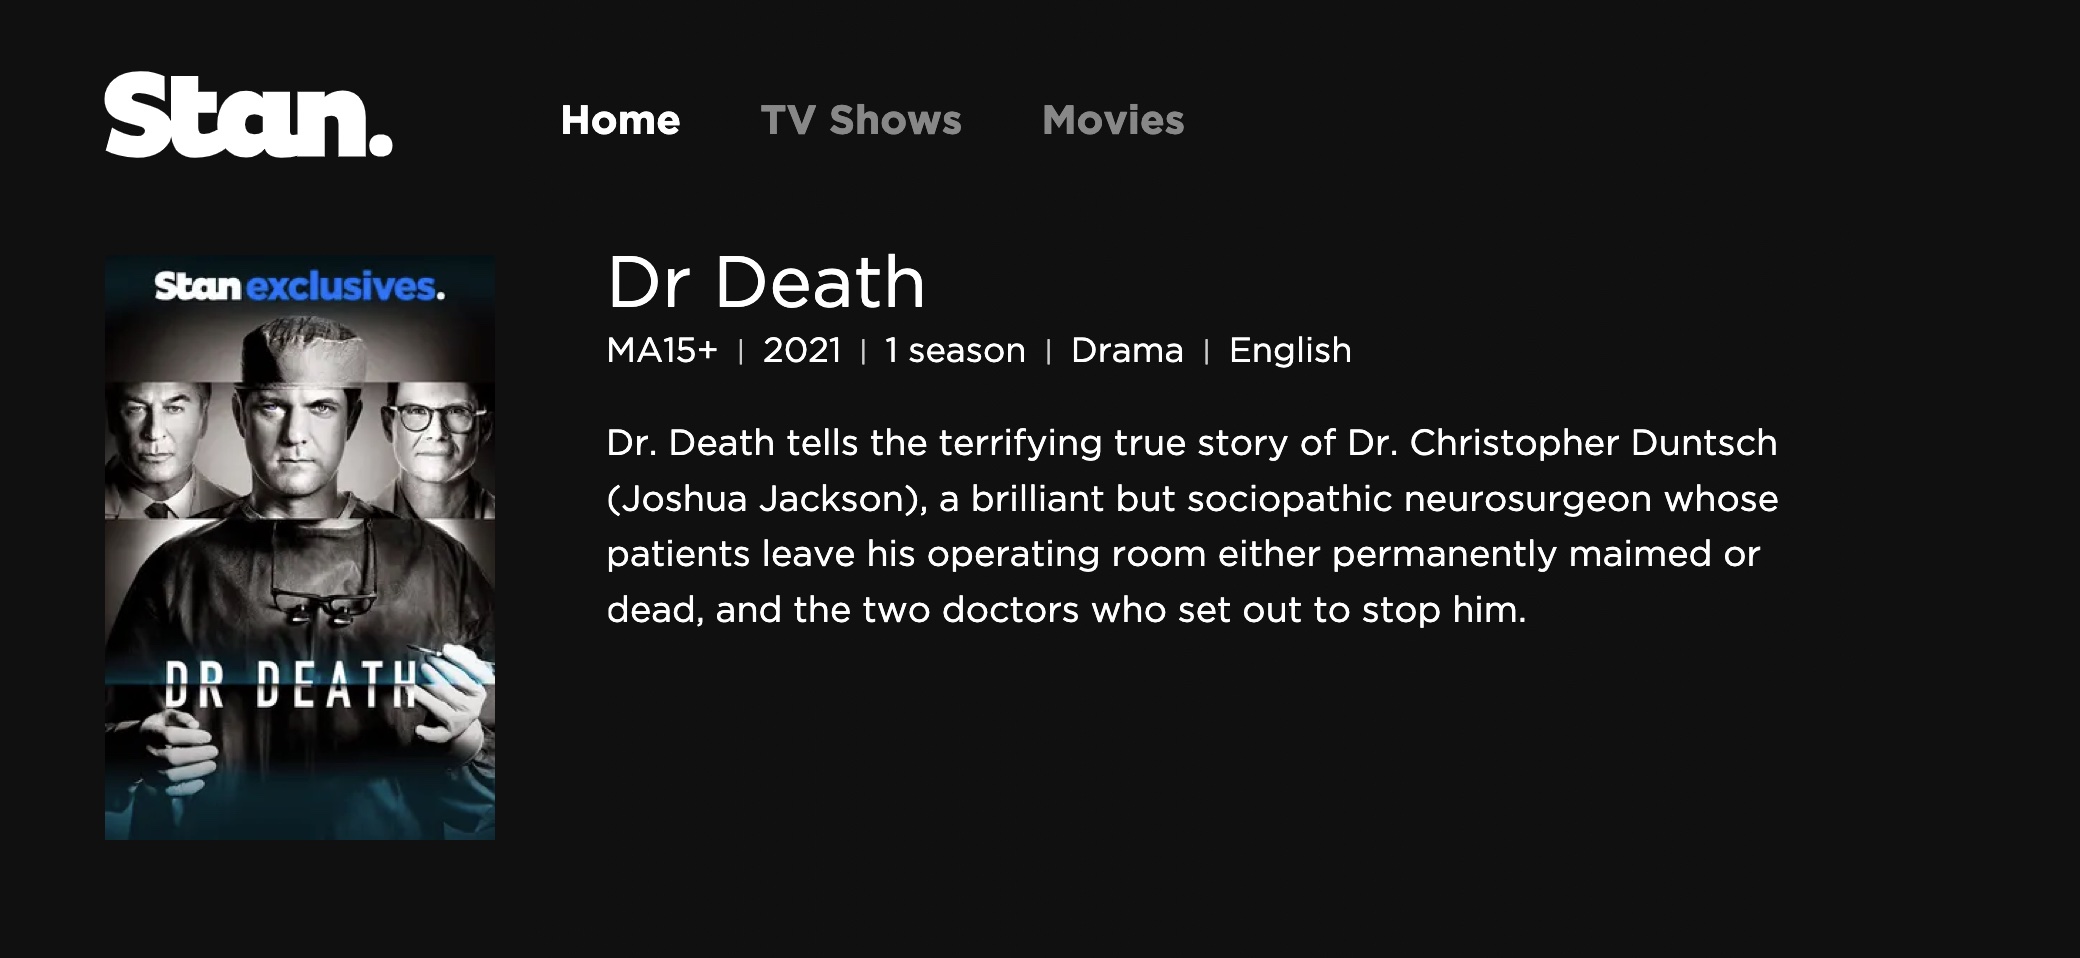 Stan.
Home TV Shows Movies
Stan exclusives.
DR DEATH
Dr Death
MA15+ | 2021 | 1 season | Drama | English
Dr. Death tells the terrifying true story of Dr. Christopher Duntsch
(Joshua Jackson), a brilliant but sociopathic neurosurgeon whose
patients leave his operating room either permanently maimed or
dead, and the two doctors who set out to stop him.